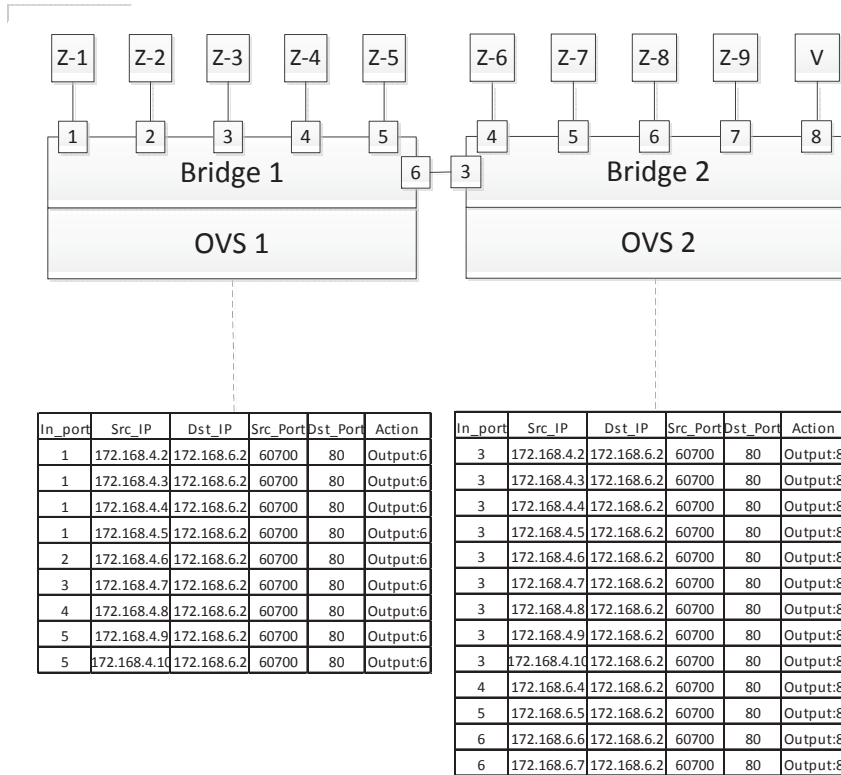 Z-1 Z-2 Z-3 Z-4 Z-5 Z-6 Z-7 Z-8 Z-9 V
1 2 3 4 5 4 5 6 7 8
Bridge 1 6 3 Bridge 2
OVS 1 OVS 2
In_port Src_IP Dst_IP Src_Port Dst_Port Action
1 172.168.4.2 172.168.6.2 60700 80 Output:6
1 172.168.4.3 172.168.6.2 60700 80 Output:6
1 172.168.4.4 172.168.6.2 60700 80 Output:6
1 172.168.4.5 172.168.6.2 60700 80 Output:6
2 172.168.4.6 172.168.6.2 60700 80 Output:6
3 172.168.4.7 172.168.6.2 60700 80 Output:6
4 172.168.4.8 172.168.6.2 60700 80 Output:6
5 172.168.4.9 172.168.6.2 60700 80 Output:6
5 172.168.4.10 172.168.6.2 60700 80 Output:6
In_port Src_IP Dst_IP Src_Port Dst_Port Action
3 172.168.4.2 172.168.6.2 60700 80 Output:8
3 172.168.4.3 172.168.6.2 60700 80 Output:8
3 172.168.4.4 172.168.6.2 60700 80 Output:8
3 172.168.4.5 172.168.6.2 60700 80 Output:8
3 172.168.4.6 172.168.6.2 60700 80 Output:8
3 172.168.4.7 172.168.6.2 60700 80 Output:8
3 172.168.4.8 172.168.6.2 60700 80 Output:8
3 172.168.4.9 172.168.6.2 60700 80 Output:8
3 172.168.4.10 172.168.6.2 60700 80 Output:8
4 172.168.6.4 172.168.6.2 60700 80 Output:8
5 172.168.6.5 172.168.6.2 60700 80 Output:8
6 172.168.6.6 172.168.6.2 60700 80 Output:8
6 172.168.6.7 172.168.6.2 60700 80 Output:8